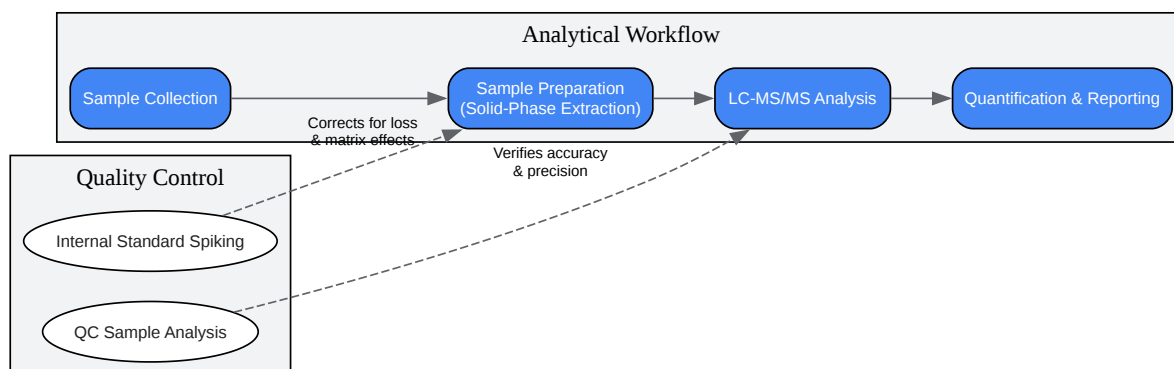 Analytical Workflow
Sample Collection
Sample Preparation
(Solid-Phase Extraction)
LC-MS/MS Analysis
Quantification & Reporting
Corrects for loss
& matrix effects
Verifies accuracy
& precision
Quality Control
Internal Standard Spiking
QC Sample Analysis